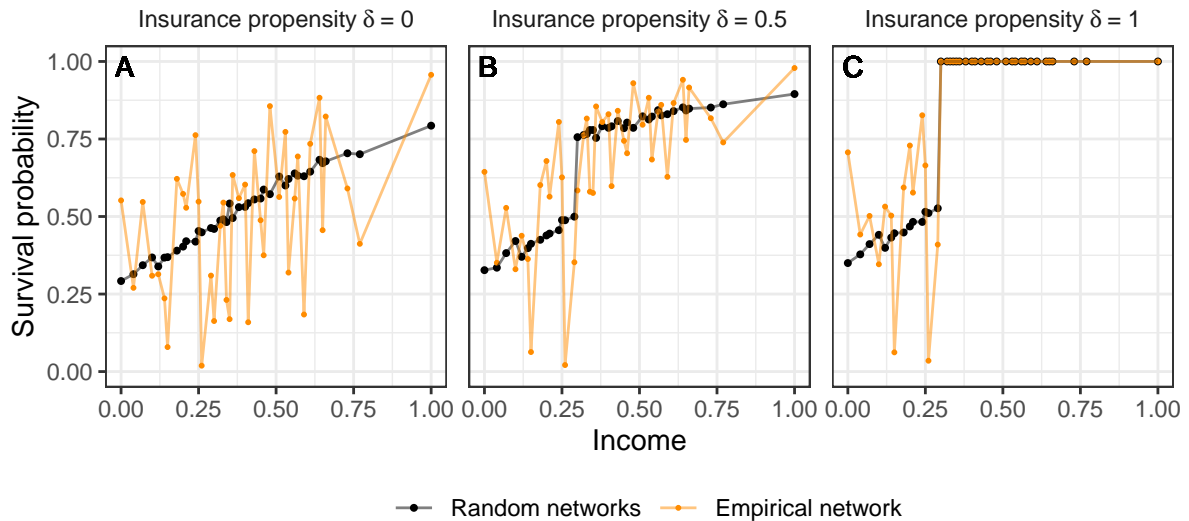 Insurance propensity δ = 0
Insurance propensity δ = 0.5
Insurance propensity δ = 1
A
B
C
Survival probability
1.00
0.75
0.50
0.25
0.00
0.00 0.25 0.50 0.75 1.00
0.00 0.25 0.50 0.75 1.00
0.00 0.25 0.50 0.75 1.00
Income
Random networks
Empirical network